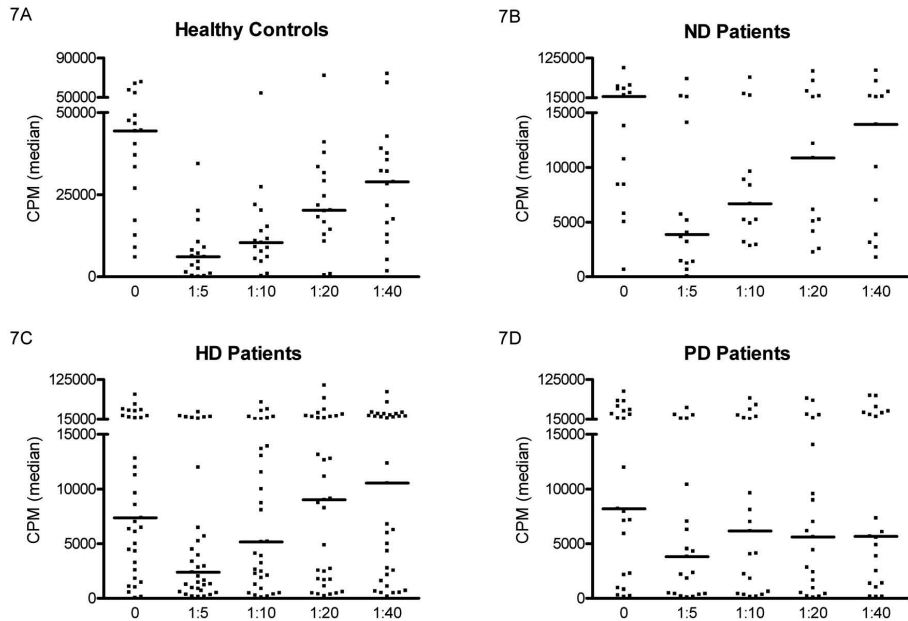 7A
Healthy Controls
CPM (median)
90000
50000
50000
25000
0
0 1:5 1:10 1:20 1:40
7B
ND Patients
CPM (median)
125000
15000
15000
10000
5000
0
0 1:5 1:10 1:20 1:40
7C
HD Patients
CPM (median)
125000
15000
15000
10000
5000
0
0 1:5 1:10 1:20 1:40
7D
PD Patients
CPM (median)
125000
15000
15000
10000
5000
0
0 1:5 1:10 1:20 1:40